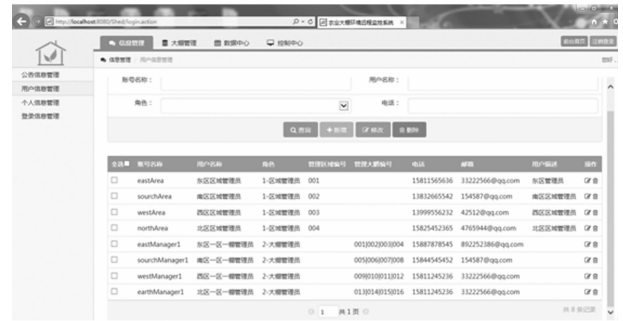 http://localhost:8080/Shed/login.action
农业大棚环境远程监控系统
信息管理 大棚管理 数据中心 控制中心
信息管理 / 用户信息管理
公告信息管理
用户信息管理
个人信息管理
登录信息管理
账号名称： 用户名称：
角色： 电话：
查询 新增 修改 删除
全选 账号名称 用户名称 角色 管理区域编号 管理大棚编号 电话 邮箱 用户描述 操作
eastArea 东区区域管理员 1-区域管理员 001 15811565636 33222566@qq.com 东区管理员
sourchArea 南区区域管理员 1-区域管理员 002 13832665542 154587@qq.com 南区区域管理员
westArea 西区区域管理员 1-区域管理员 003 13999556232 42512@qq.com 西区区域管理员
northArea 北区区域管理员 1-区域管理员 004 15825452365 4765944@qq.com 北区区域管理员
eastManager1 东区一区一棚管理员 2-大棚管理员 001|002|003|004 15887878545 892252386@qq.com
sourchManager1 南区一区一棚管理员 2-大棚管理员 005|006|007|008 15844545452 154587@qq.com
westManager1 西区一区一棚管理员 2-大棚管理员 009|010|011|012 15811245236 33222566@qq.com
earthManager1 北区一区一棚管理员 2-大棚管理员 013|014|015|016 15811245236 33222566@qq.com
1 共1页
共 8 条记录